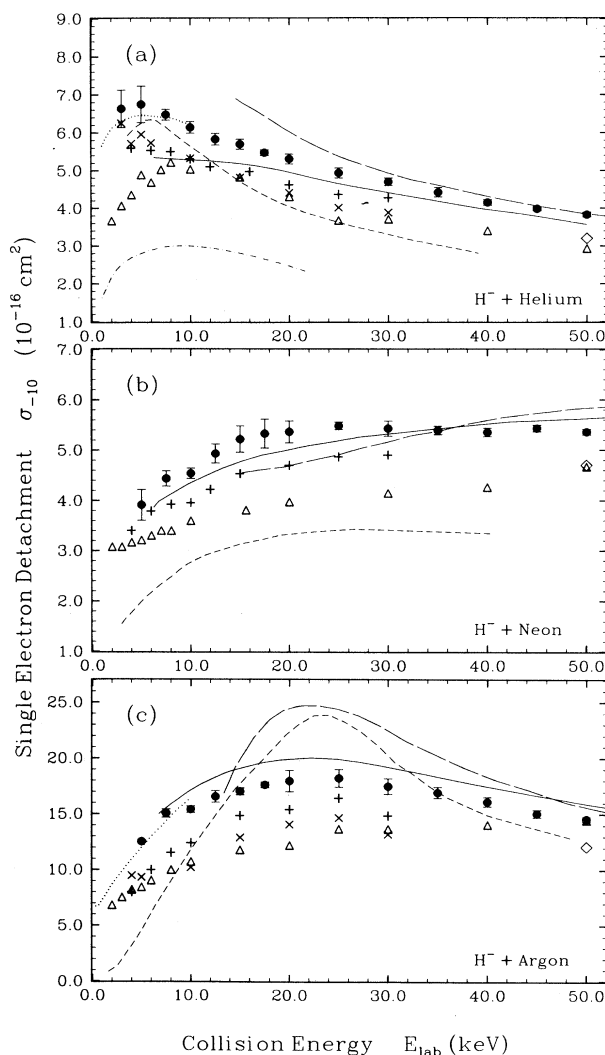 Single Electron Detachment σ₋₁₀ (10⁻¹⁶ cm²)
9.0
(a)
8.0
7.0
6.0
5.0
4.0
3.0
2.0
H⁻ + Helium
1.0
0.0 10.0 20.0 30.0 40.0 50.0
7.0
(b)
6.0
5.0
4.0
3.0
2.0
H⁻ + Neon
1.0
0.0 10.0 20.0 30.0 40.0 50.0
25.0
(c)
20.0
15.0
10.0
5.0
H⁻ + Argon
0.0
0.0 10.0 20.0 30.0 40.0 50.0
Collision Energy E_lab (keV)